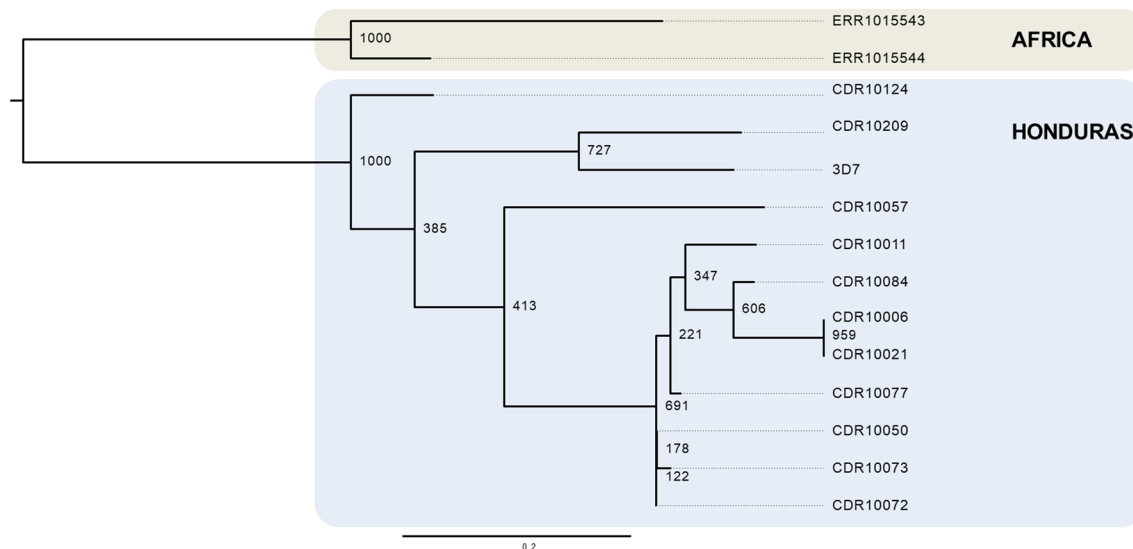 ERR1015543
1000
AFRICA
ERR1015544
CDR10124
CDR10209
HONDURAS
727
1000
3D7
CDR10057
385
CDR10011
347
CDR10084
413
606
CDR10006
959
221
CDR10021
CDR10077
691
CDR10050
178
CDR10073
122
CDR10072
0.2